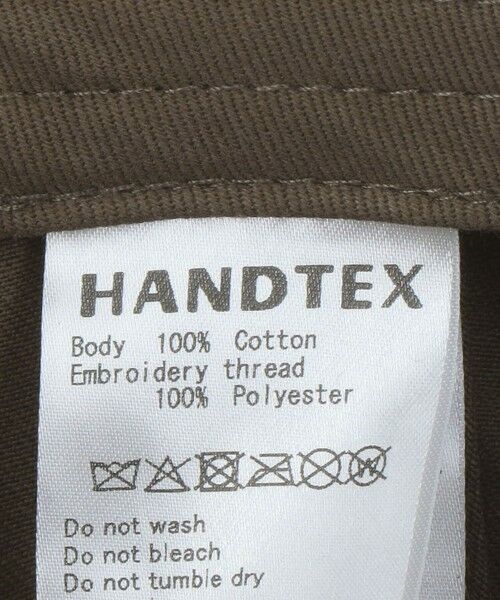 HANDTEX
Body 100% Cotton
Embroidery thread
100% Polyester
W
Do not wash
Do not bleach
Do not tumble dry